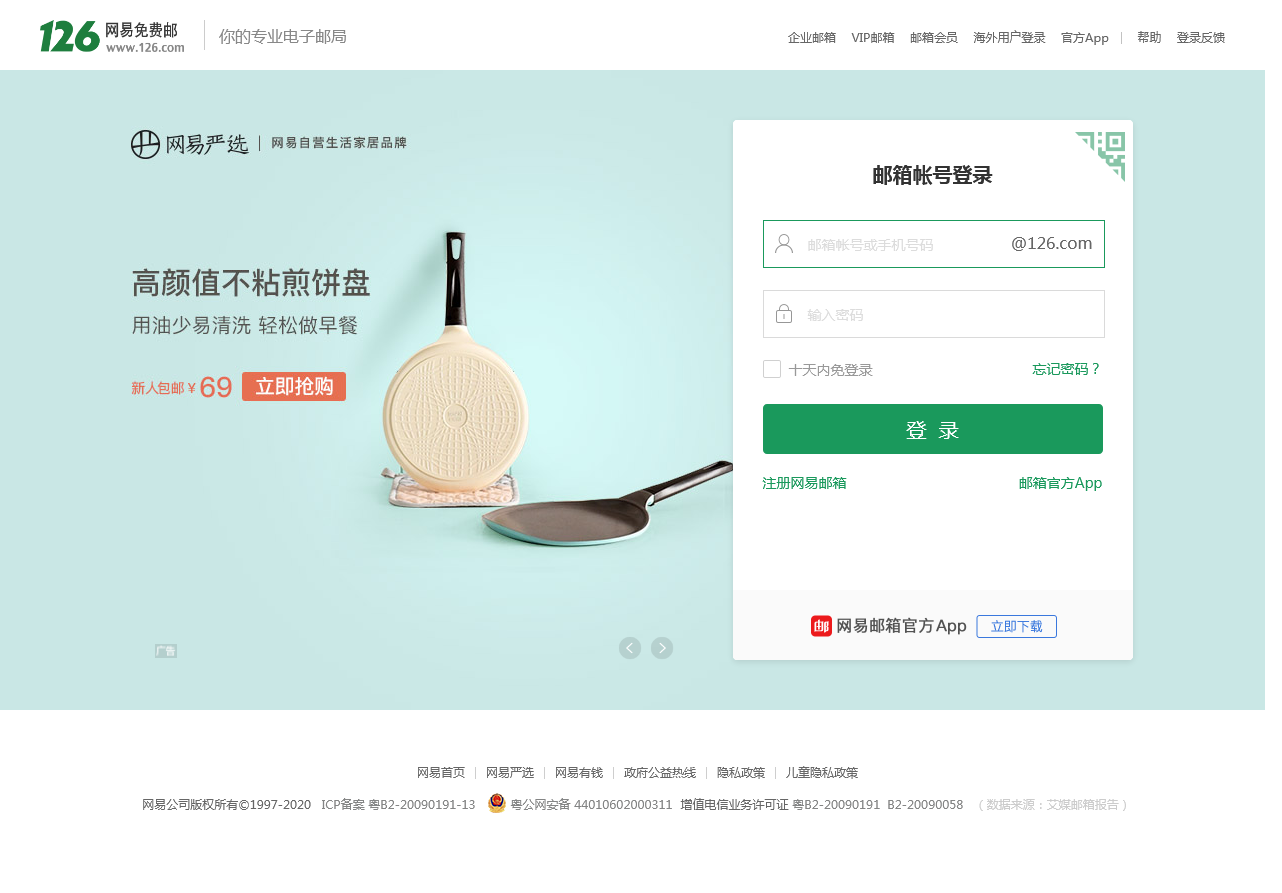 126 网易免费邮 www.126.com 你的专业电子邮局
企业邮箱 VIP邮箱 邮箱会员 海外用户登录 官方App | 帮助 登录反馈
网易严选 | 网易自营生活家居品牌
高颜值不粘煎饼盘
用油少易清洗 轻松做早餐
新人包邮 ¥ 69 立即抢购
广告
邮箱帐号登录
邮箱帐号或手机号码 @126.com
输入密码
十天内免登录 忘记密码？
登 录
注册网易邮箱 邮箱官方App
邮 网易邮箱官方App 立即下载
网易首页 | 网易严选 | 网易有钱 | 政府公益热线 | 隐私政策 | 儿童隐私政策
网易公司版权所有©1997-2020 ICP备案 粤B2-20090191-13 粤公网安备 44010602000311 增值电信业务许可证 粤B2-20090191 B2-20090058 （数据来源：艾媒邮箱报告）